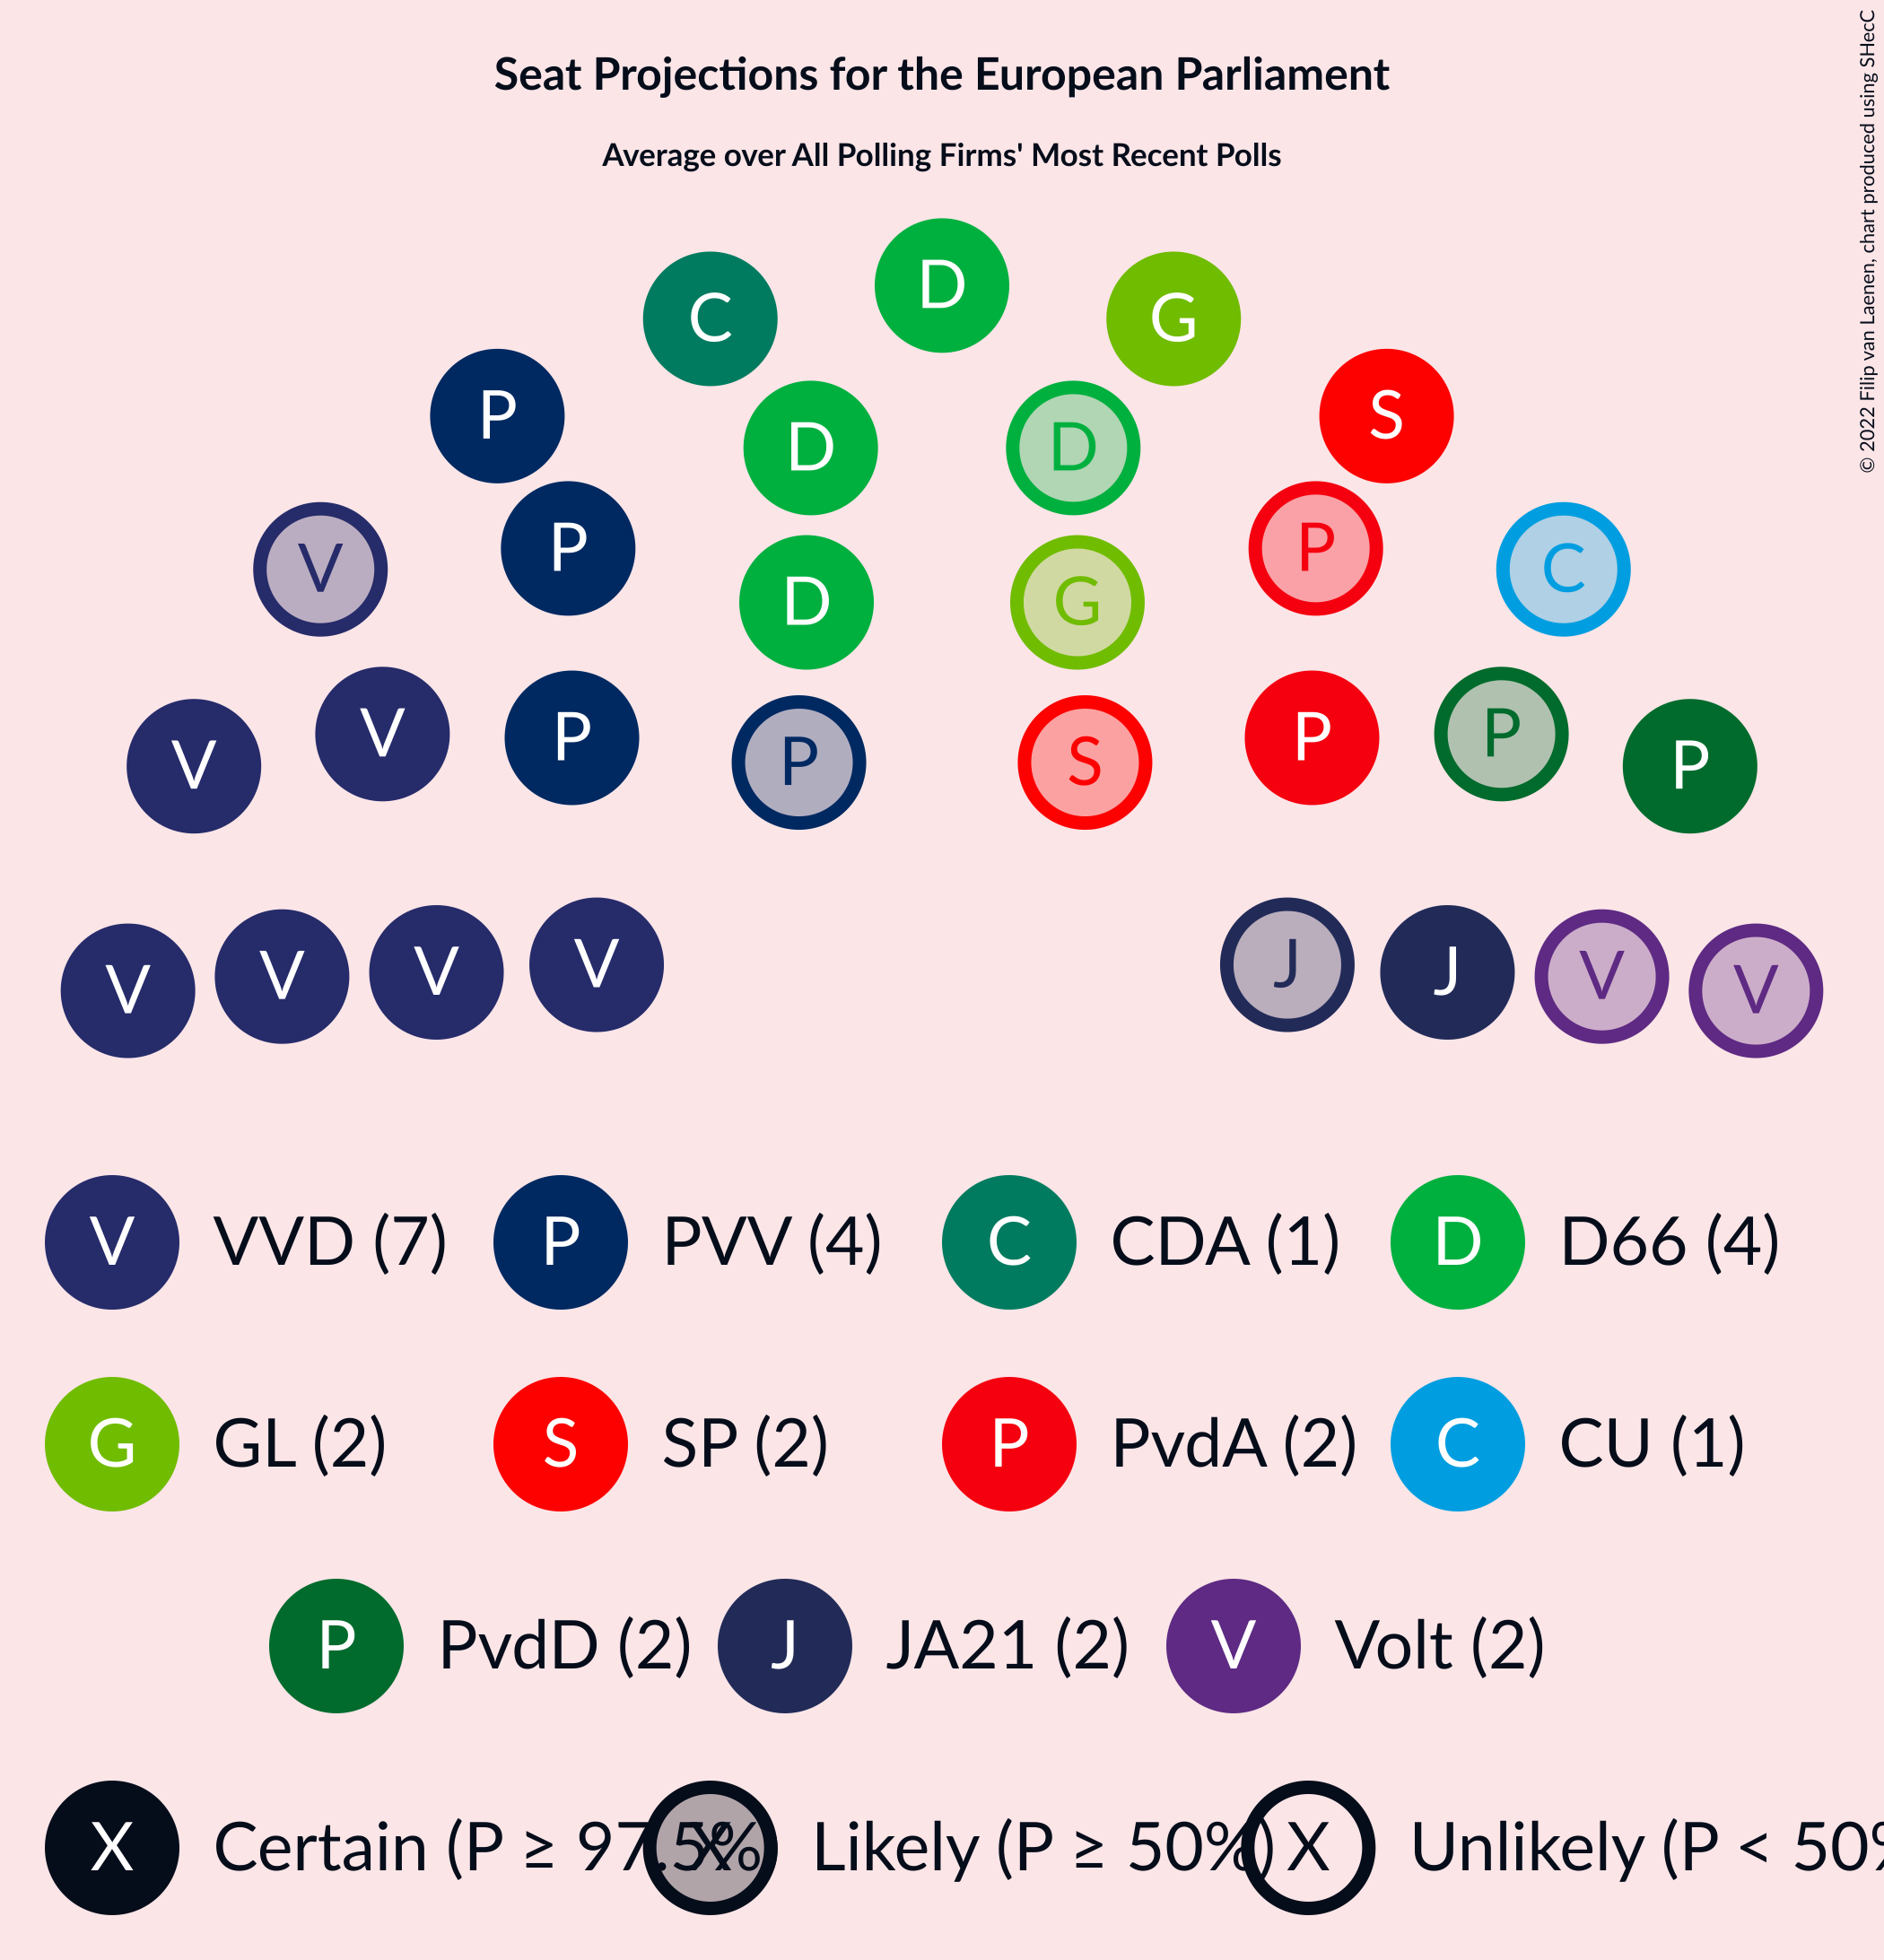 Seat Projections for the European Parliament
Average over All Polling Firms' Most Recent Polls
© 2022 Filip van Laenen, chart produced using SHecC
D
C G
P S
D D
P P
V C
D G
V P
P P
P S
V P
V V J V
V V J V
V VVD (7) P PVV (4) C CDA (1) D D66 (4)
G GL (2) S SP (2) P PvdA (2) C CU (1)
P PvdD (2) J JA21 (2) V Volt (2)
X Certain (P ≥ 97.5% X Likely (P ≥ 50%) X Unlikely (P < 50%